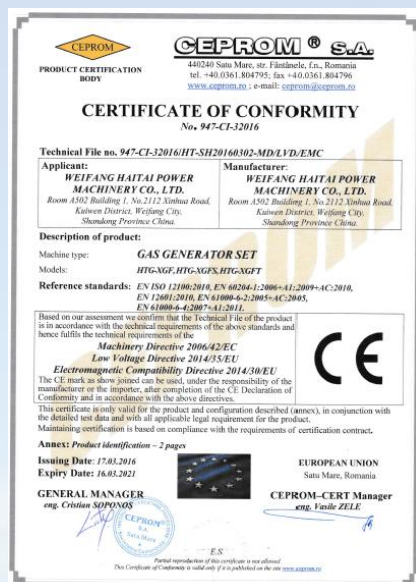 CEPROM
PRODUCT CERTIFICATION
BODY
CEPROM ® S.A.
440240 Satu Mare, str. Fântânele, f.n., Romania
tel. +40.0361.804795; fax +40.0361.804796
www.ceprom.ro ; e-mail: ceprom@ceprom.ro
CERTIFICATE OF CONFORMITY
No. 947-CI-32016
Technical File no. 947-CI-32016/HT-SH20160302-MD/LVD/EMC
Applicant:
WEIFANG HAITAI POWER
MACHINERY CO., LTD.
Room A502 Building 1, No.2112 Xinhua Road,
Kuiwen District, Weifang City,
Shandong Province China.
Manufacturer:
WEIFANG HAITAI POWER
MACHINERY CO., LTD.
Room A502 Building 1, No.2112 Xinhua Road,
Kuiwen District, Weifang City,
Shandong Province China.
Description of product:
Machine type: GAS GENERATOR SET
Models: HTG-XGF, HTG-XGFS, HTG-XGFT
Reference standards: EN ISO 12100:2010, EN 60204-1:2006+A1:2009+AC:2010,
EN 12601:2010, EN 61000-6-2:2005+AC:2005,
EN 61000-6-4:2007+A1:2011.
Based on our assessment we confirm that the Technical File of the product
is in accordance with the technical requirements of the above standards and
hence fulfils the technical requirements of the
Machinery Directive 2006/42/EC
Low Voltage Directive 2014/35/EU
Electromagnetic Compatibility Directive 2014/30/EU
The CE mark as show joined can be used, under the responsibility of the
manufacturer or the importer, after completion of the CE Declaration of
Conformity and in accordance with the above directives.
CE
This certificate is only valid for the product and configuration described (annex), in conjunction with
the detailed test data and with all applicable legal requirement for the product.
Maintaining certification is based on compliance with the requirements of certification contract.
Annex: Product identification – 2 pages
Issuing Date: 17.03.2016
Expiry Date: 16.03.2021
EUROPEAN UNION
Satu Mare, Romania
GENERAL MANAGER
eng. Cristian SOPONOS
CEPROM-CERT Manager
eng. Vasile ZELE
CEPROM
S.A.
Satu Mare
E.S
Partial reproduction of this certificate is not allowed
This Certificate of Conformity is valid only if it is published on the site www.ceprom.ro